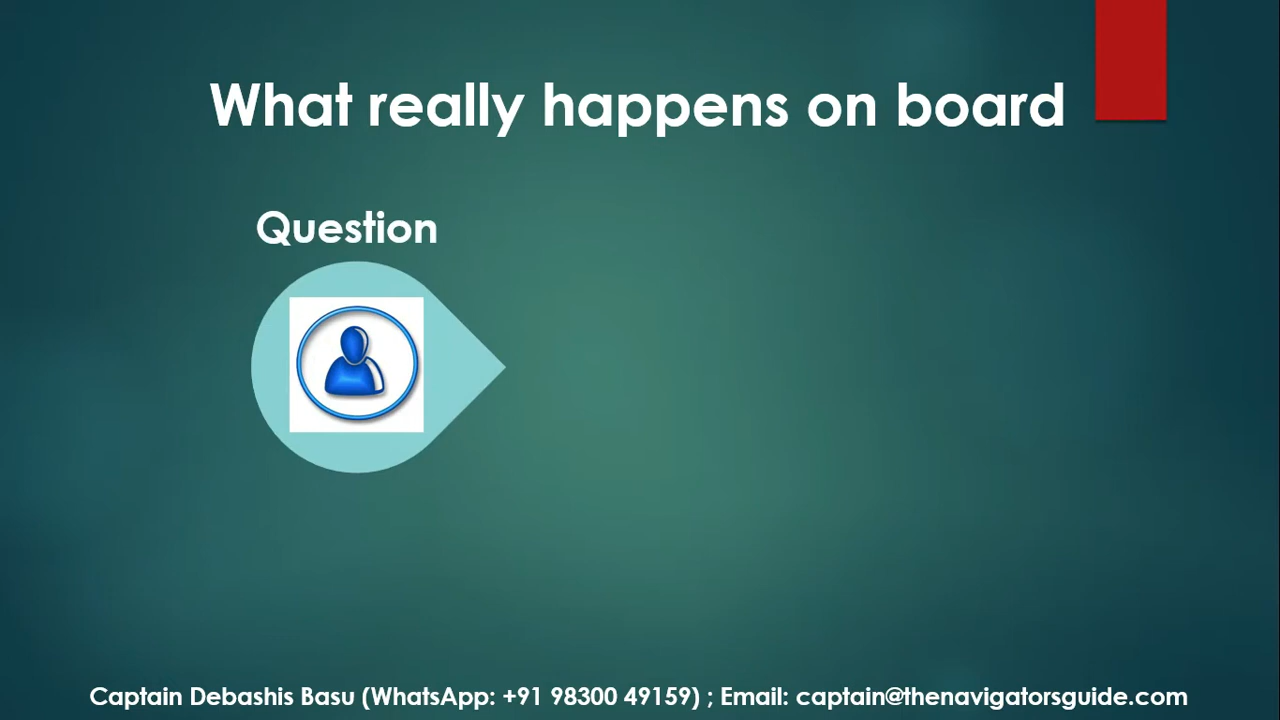 What really happens on board
Question
Captain Debashis Basu (WhatsApp: +91 98300 49159) ; Email: captain@thenavigatorsguide.com